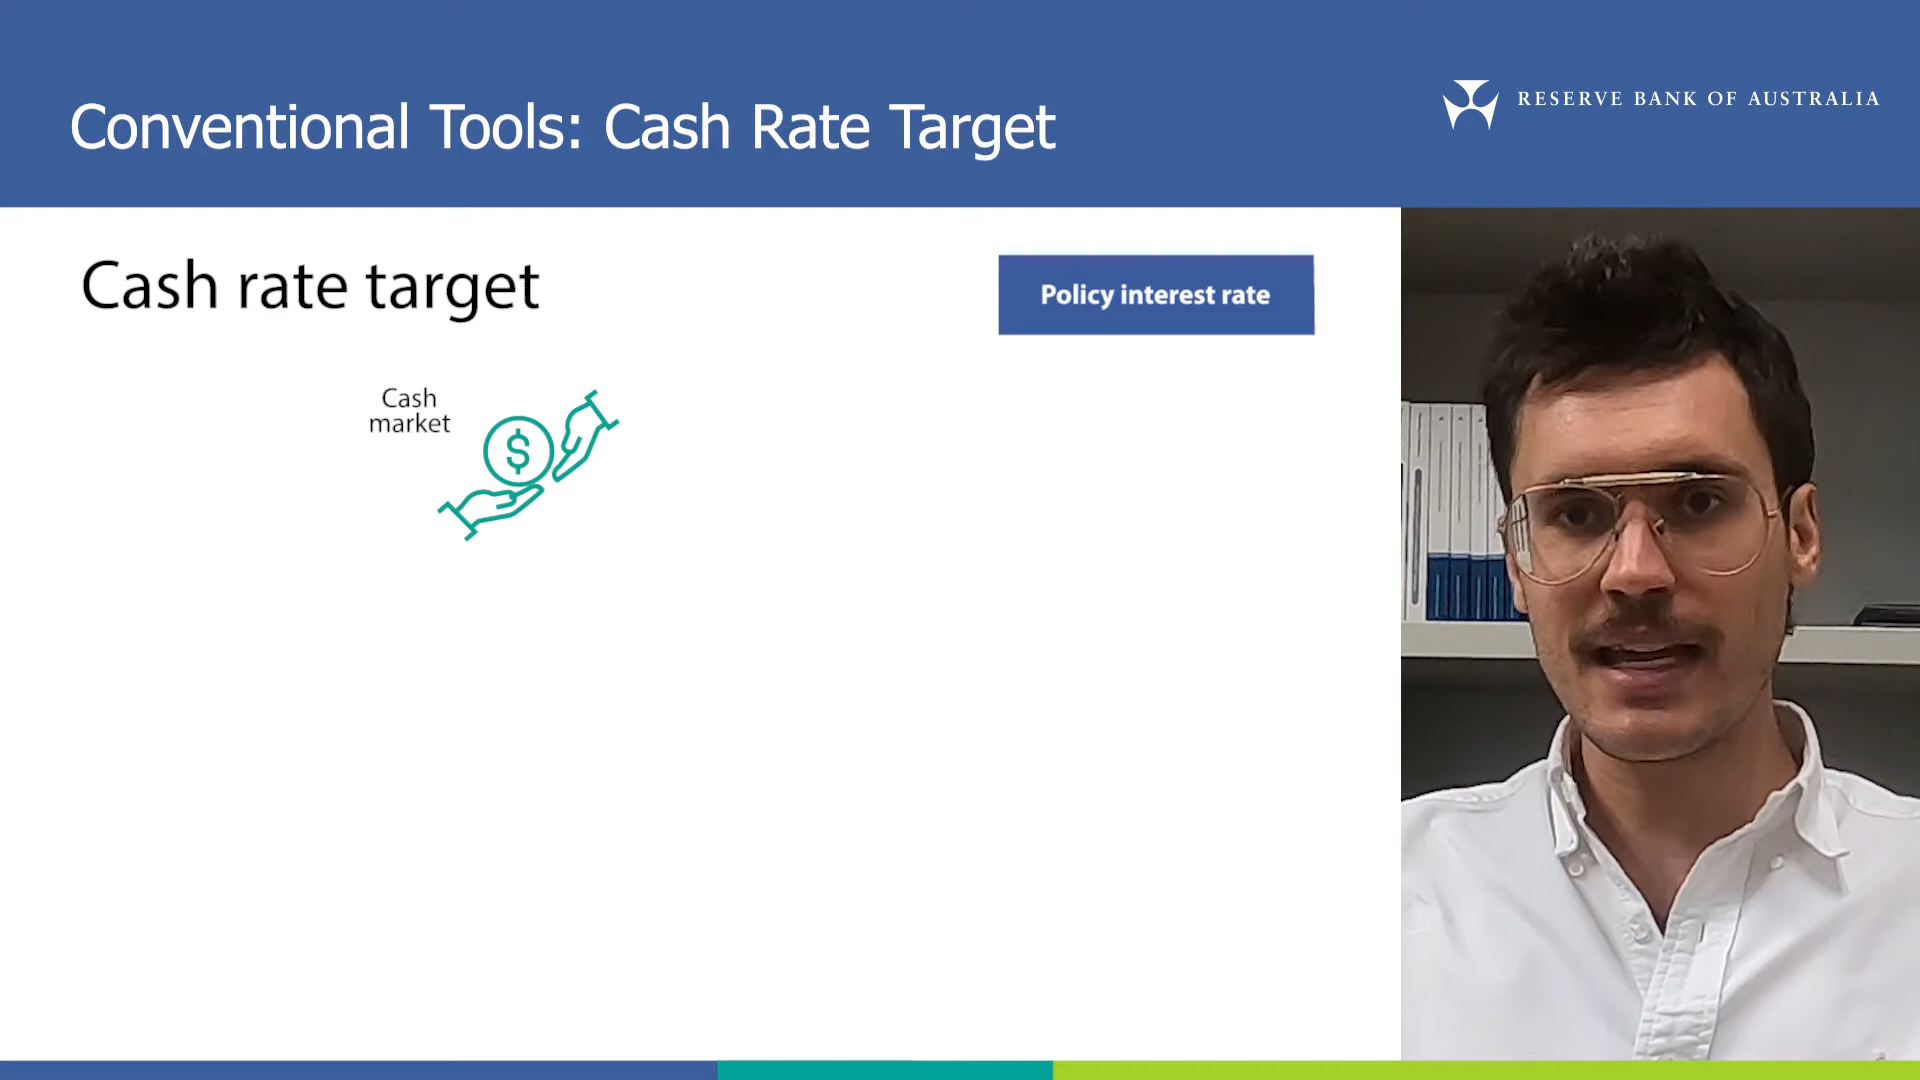 Conventional Tools: Cash Rate Target
RESERVE BANK OF AUSTRALIA
Cash rate target
Policy interest rate
Cash
market
$